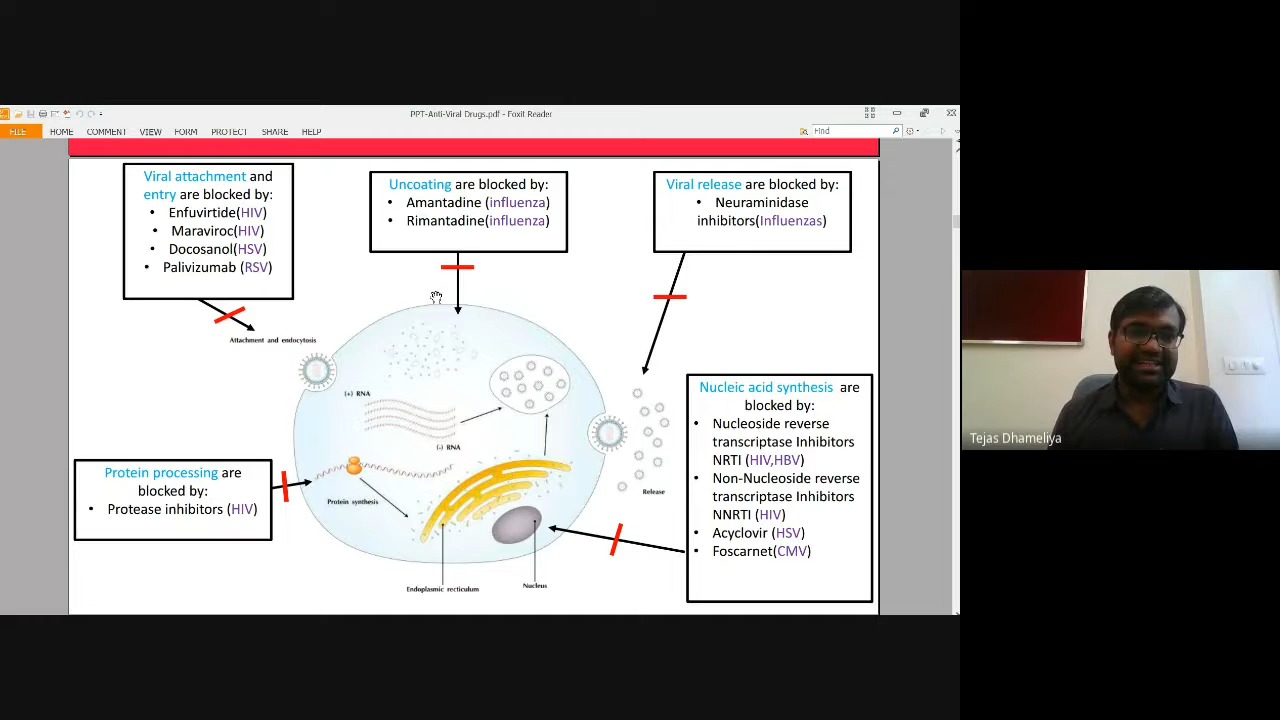 PPT-Anti-Viral Drugs.pdf - Foxit Reader
FILE HOME COMMENT VIEW FORM PROTECT SHARE HELP
Find
Viral attachment and
entry are blocked by:
• Enfuvirtide(HIV)
• Maraviroc(HIV)
• Docosanol(HSV)
• Palivizumab (RSV)
Uncoating are blocked by:
• Amantadine (influenza)
• Rimantadine(influenza)
Viral release are blocked by:
• Neuraminidase
inhibitors(Influenzas)
Attachment and endocytosis
(+) RNA
(-) RNA
Protein synthesis
Release
Endoplasmic recticulum
Nucleus
Protein processing are
blocked by:
• Protease inhibitors (HIV)
Nucleic acid synthesis are
blocked by:
• Nucleoside reverse
transcriptase Inhibitors
NRTI (HIV,HBV)
• Non-Nucleoside reverse
transcriptase Inhibitors
NNRTI (HIV)
• Acyclovir (HSV)
• Foscarnet(CMV)
Tejas Dhameliya